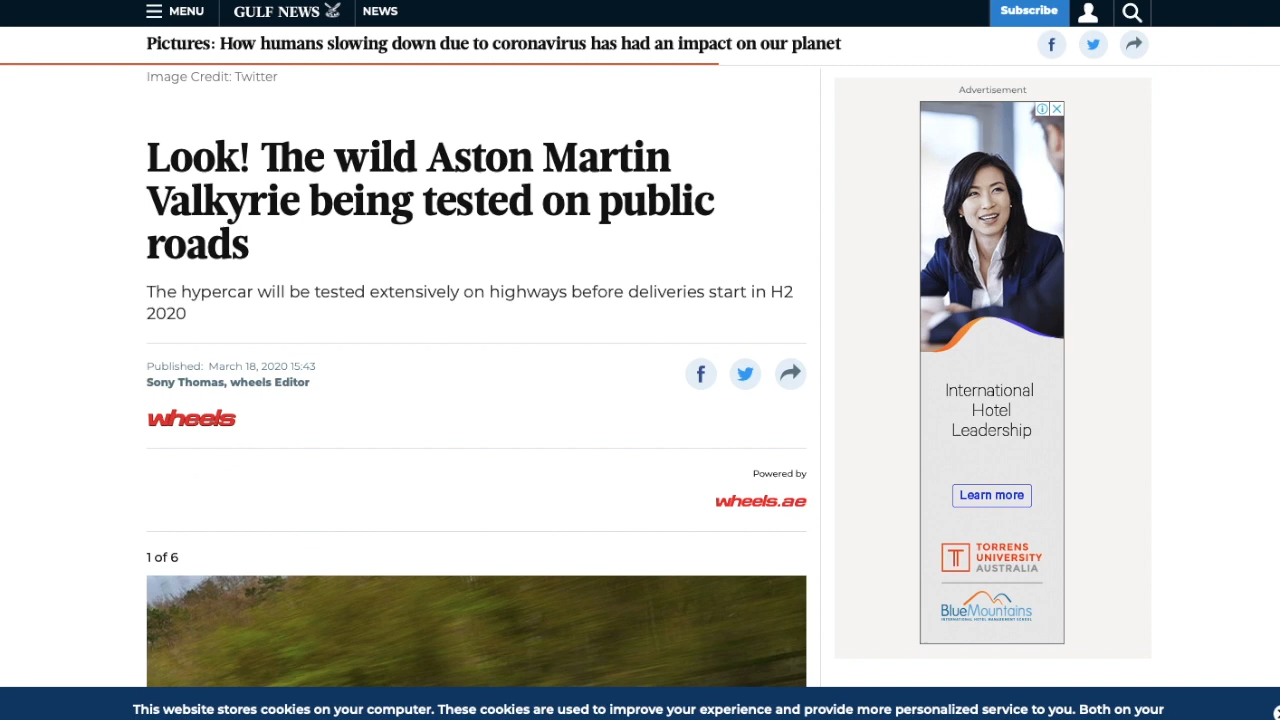 MENU
GULF NEWS
NEWS
Subscribe
Pictures: How humans slowing down due to coronavirus has had an impact on our planet
Image Credit: Twitter
Look! The wild Aston Martin
Valkyrie being tested on public
roads
The hypercar will be tested extensively on highways before deliveries start in H2
2020
Published: March 18, 2020 15:43
Sony Thomas, wheels Editor
wheels
Powered by
wheels.ae
1 of 6
Advertisement
International
Hotel
Leadership
Learn more
TORRENS
UNIVERSITY
AUSTRALIA
BlueMountains
INTERNATIONAL HOTEL MANAGEMENT SCHOOL
This website stores cookies on your computer. These cookies are used to improve your experience and provide more personalized service to you. Both on your